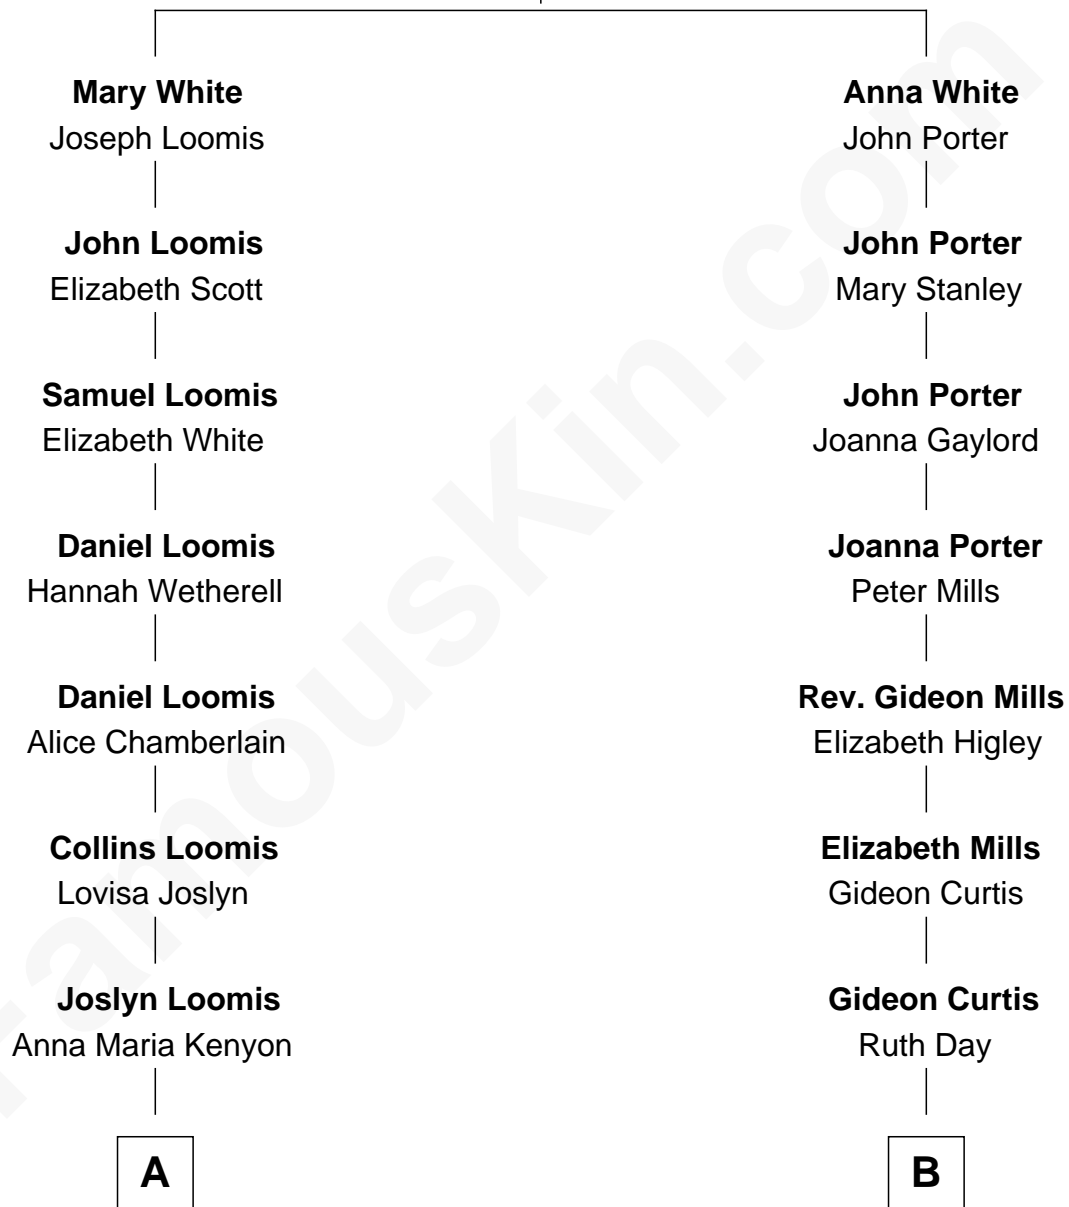 Mary White
Joseph Loomis
John Loomis
Elizabeth Scott
Samuel Loomis
Elizabeth White
Daniel Loomis
Hannah Wetherell
Daniel Loomis
Alice Chamberlain
Collins Loomis
Lovisa Joslyn
Joslyn Loomis
Anna Maria Kenyon
A
Anna White
John Porter
John Porter
Mary Stanley
John Porter
Joanna Gaylord
Joanna Porter
Peter Mills
Rev. Gideon Mills
Elizabeth Higley
Elizabeth Mills
Gideon Curtis
Gideon Curtis
Ruth Day
B
FamousKin.com